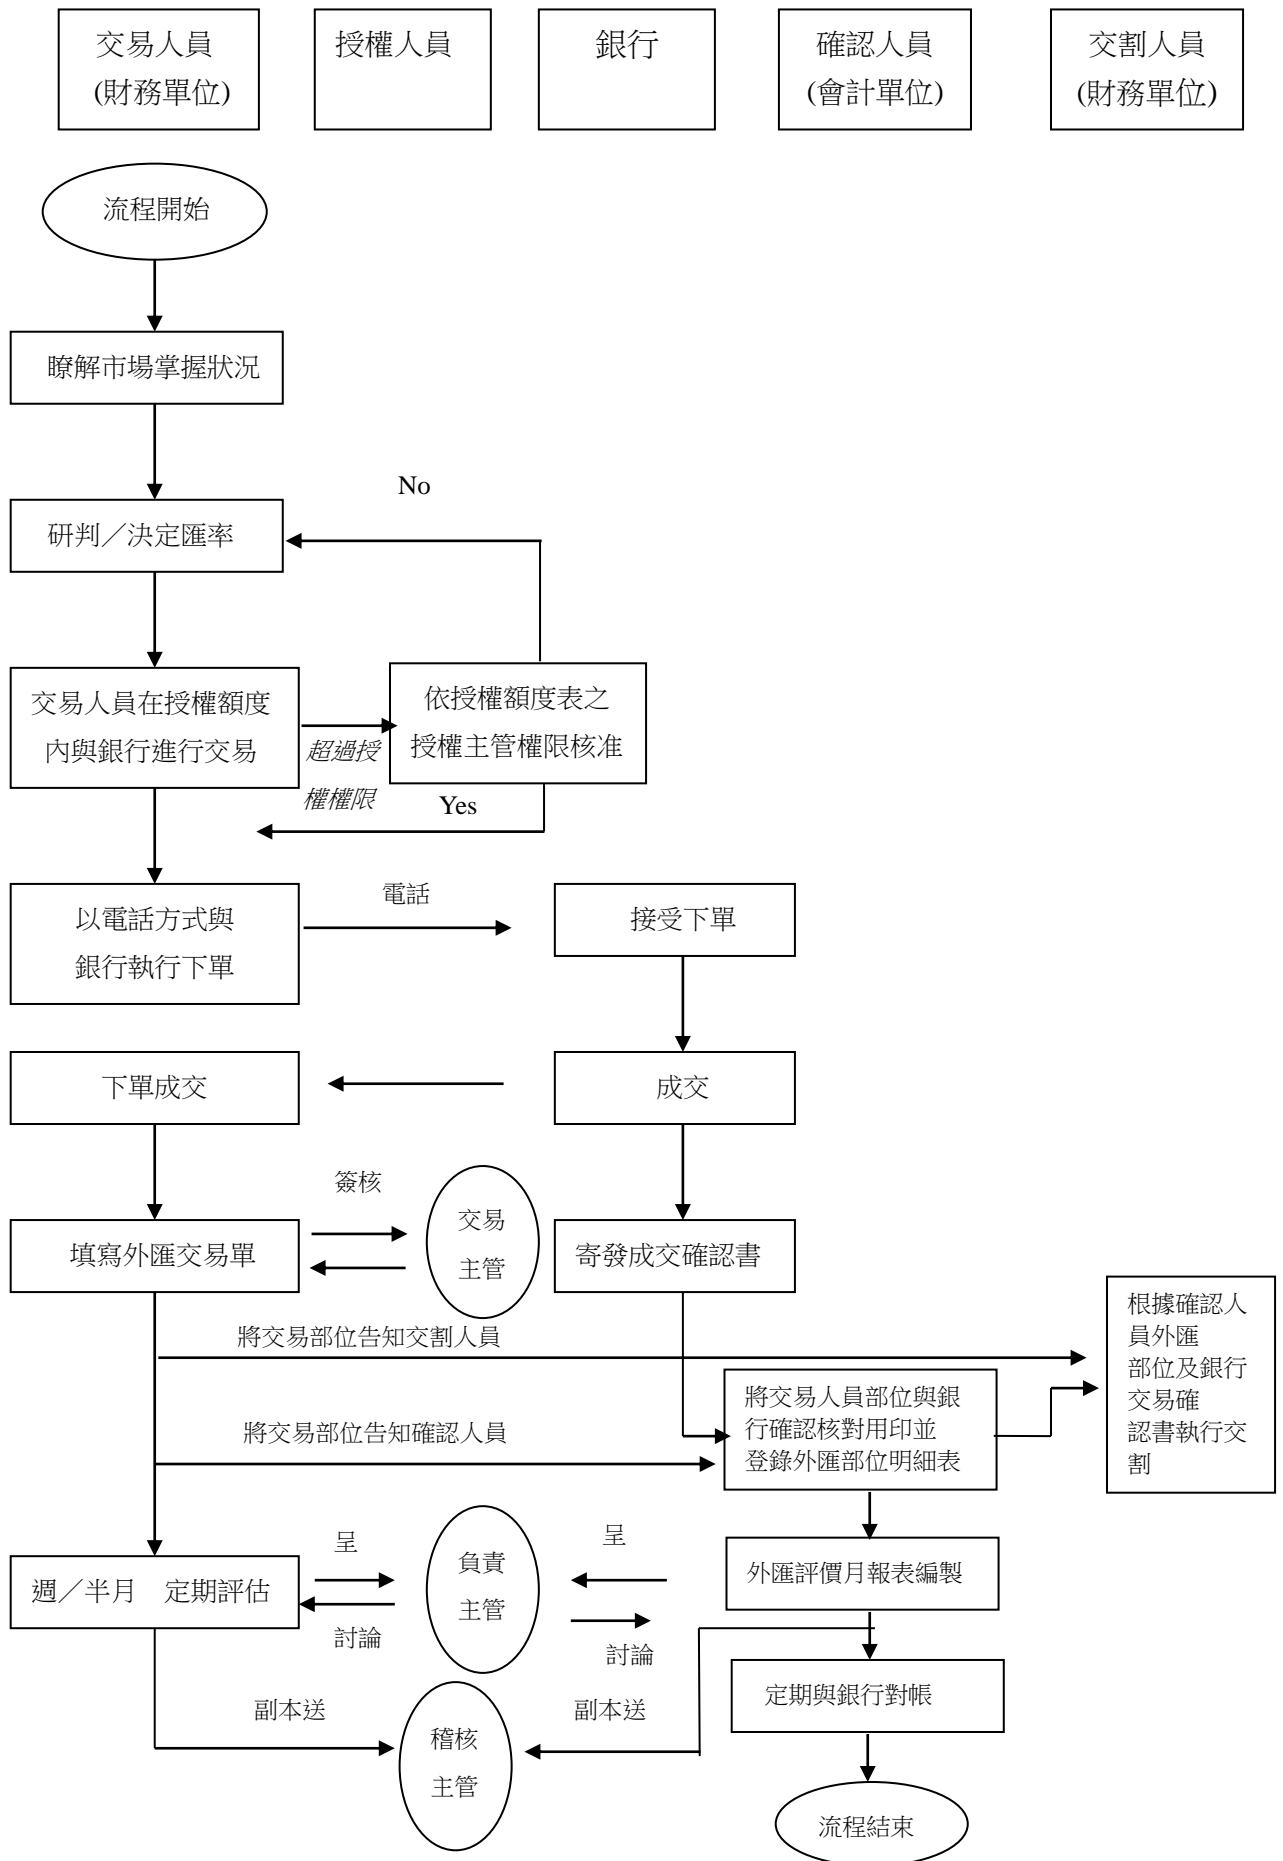 交易人員
(財務單位)
授權人員
銀行
確認人員
(會計單位)
交割人員
(財務單位)
流程開始
瞭解市場掌握狀況
No
研判／決定匯率
交易人員在授權額度
內與銀行進行交易
超過授
權權限
依授權額度表之
授權主管權限核准
Yes
以電話方式與
銀行執行下單
電話
接受下單
下單成交
成交
簽核
填寫外匯交易單
交易
主管
寄發成交確認書
將交易部位告知交割人員
根據確認人
員外匯
部位及銀行
交易確
認書執行交
割
將交易部位告知確認人員
將交易人員部位與銀
行確認核對用印並
登錄外匯部位明細表
呈
呈
週／半月　定期評估
負責
主管
外匯評價月報表編製
討論
討論
副本送
副本送
稽核
主管
定期與銀行對帳
流程結束